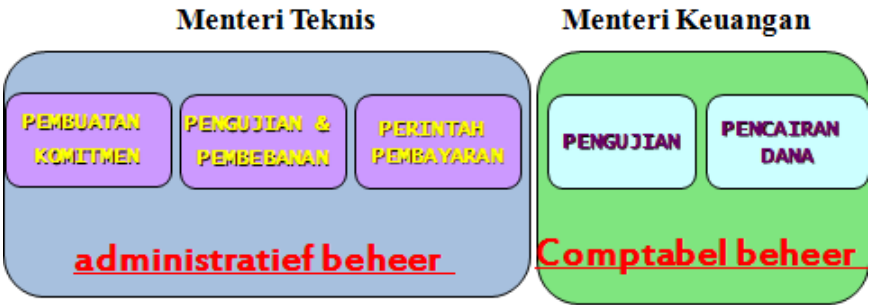 Menteri Teknis
Menteri Keuangan
PEMBUATAN
KOMITMEN
PENGUJIAN &
PEMBEBANAN
PERINTAH
PEMBAYARAN
PENGUJIAN
PENCAIRAN
DANA
administratief beheer
Comptabel beheer